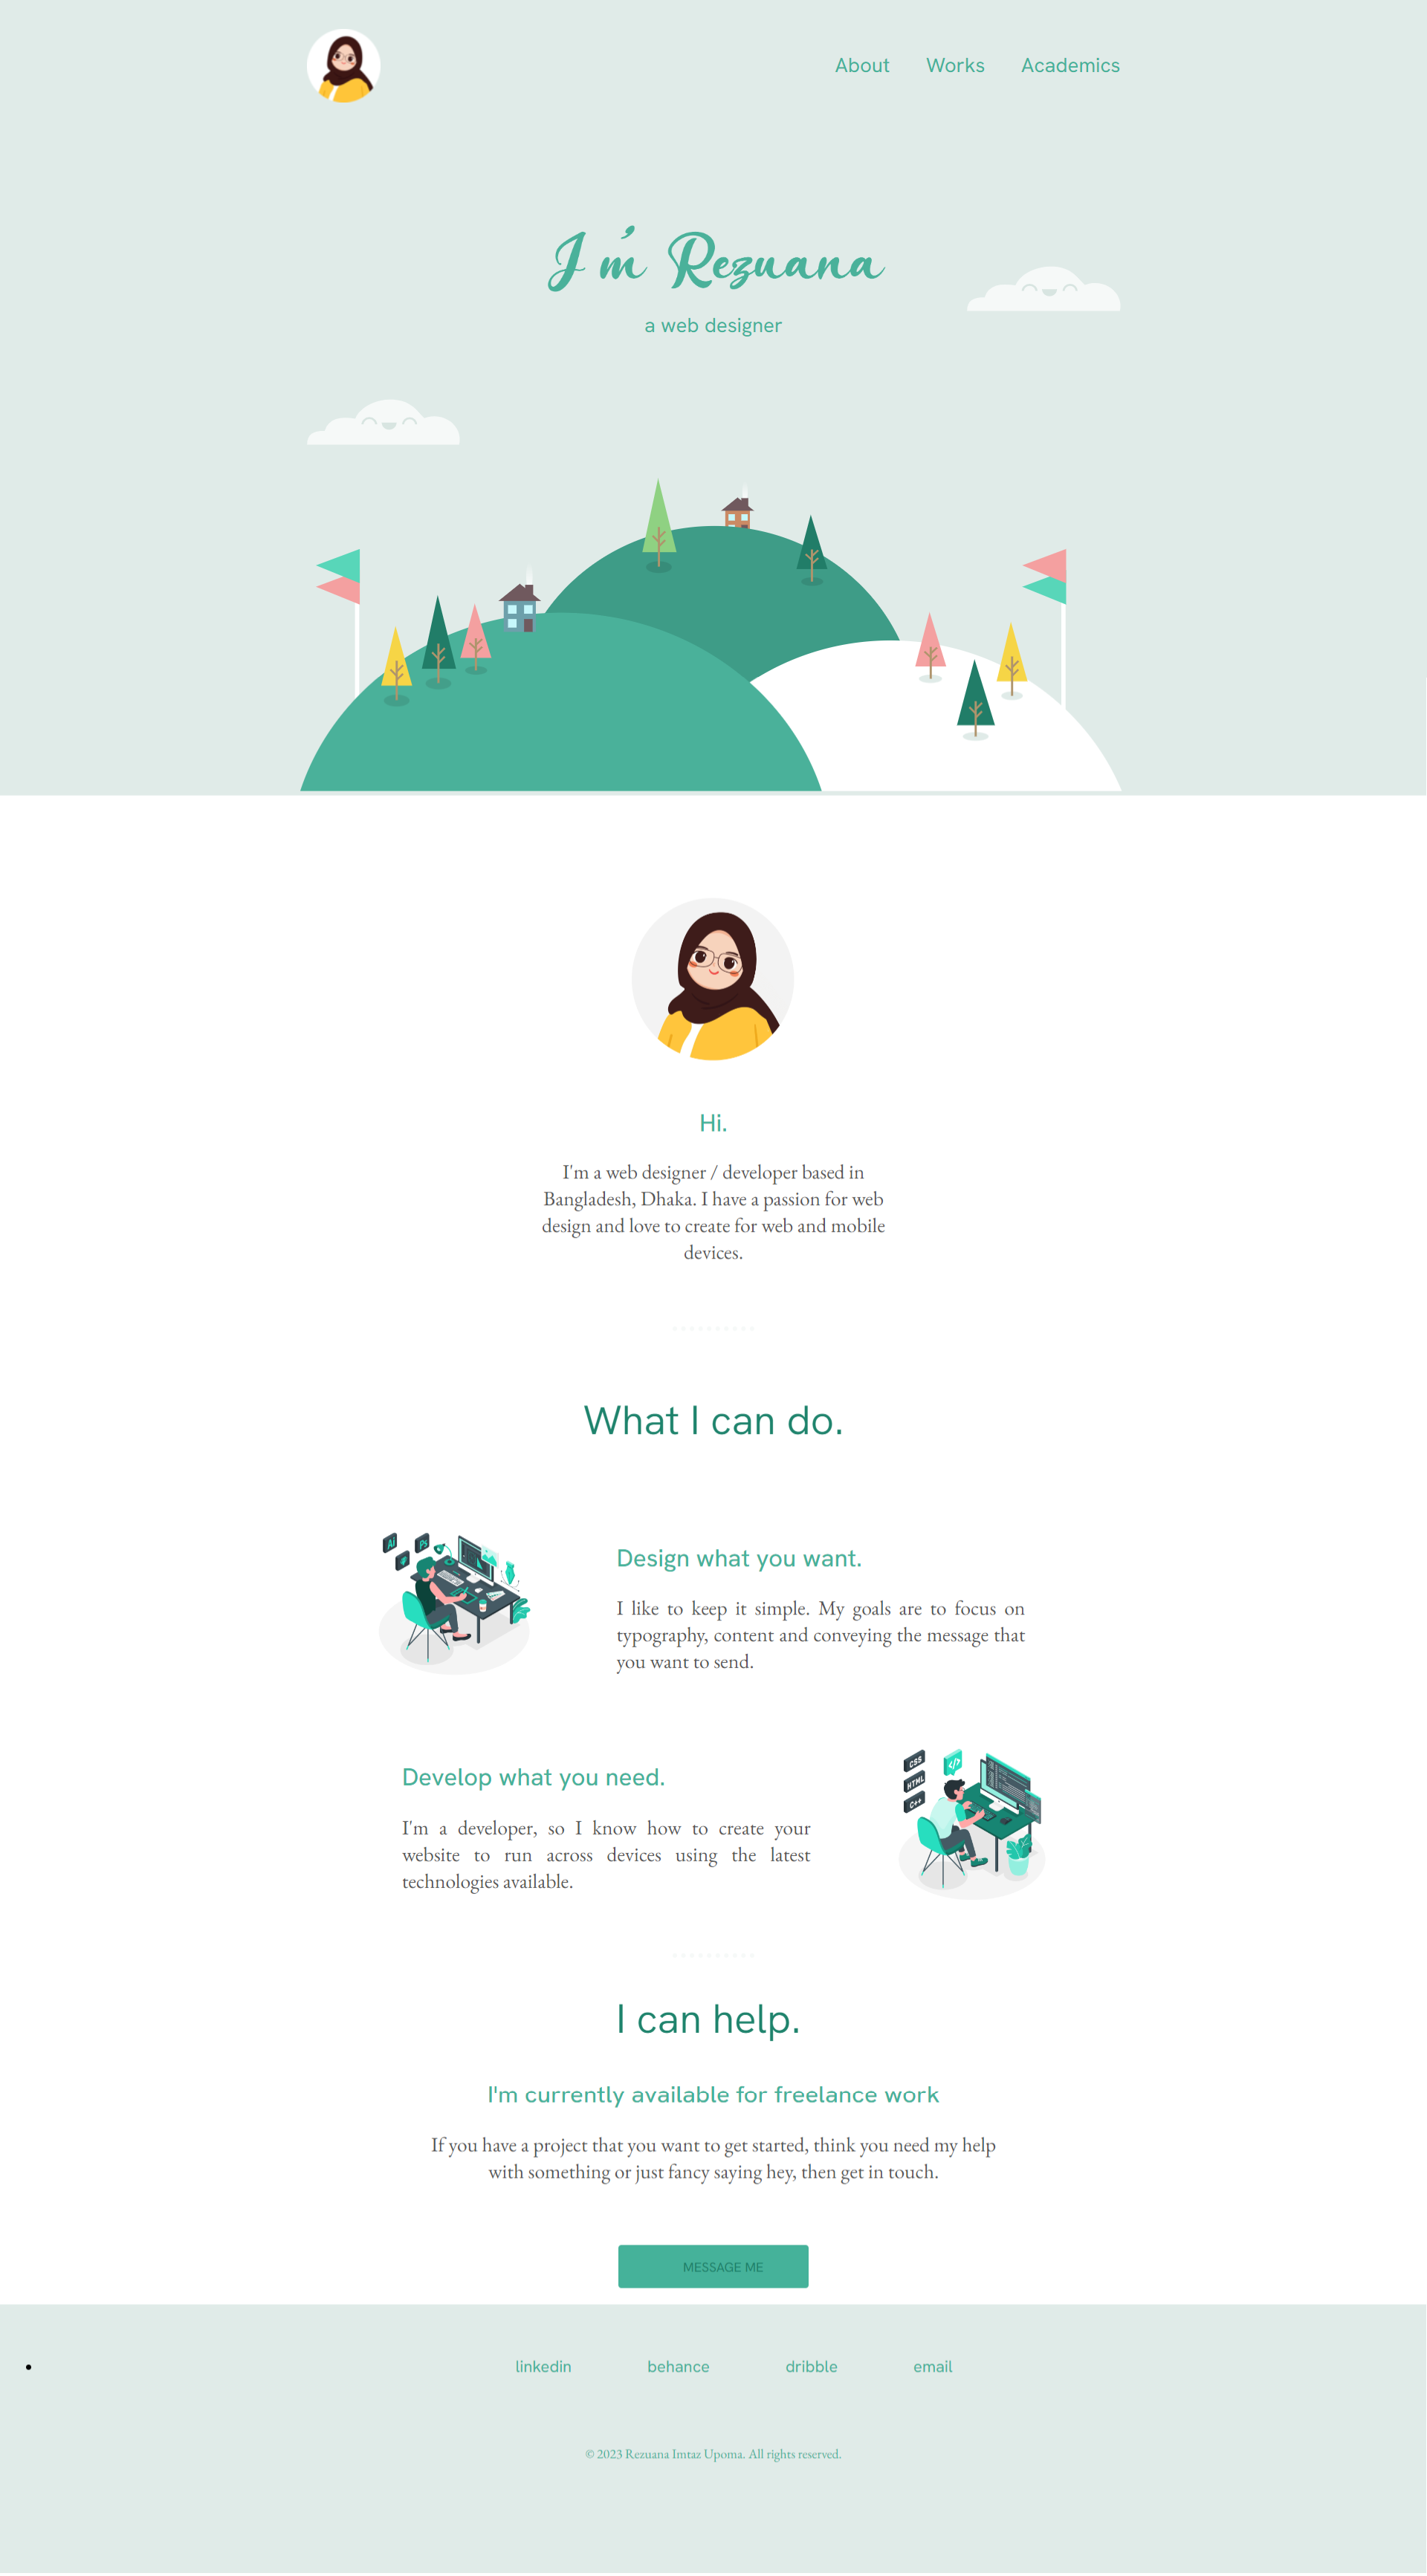 About Works Academics
I'm Rezuana
a web designer
Hi.
I'm a web designer / developer based in
Bangladesh, Dhaka. I have a passion for web
design and love to create for web and mobile
devices.
What I can do.
Ai Ps
Design what you want.
I like to keep it simple. My goals are to focus on
typography, content and conveying the message that
you want to send.
CSS
</>
HTML
C++
Develop what you need.
I'm a developer, so I know how to create your
website to run across devices using the latest
technologies available.
I can help.
I'm currently available for freelance work
If you have a project that you want to get started, think you need my help
with something or just fancy saying hey, then get in touch.
MESSAGE ME
linkedin behance dribble email
© 2023 Rezuana Imtaz Upoma. All rights reserved.